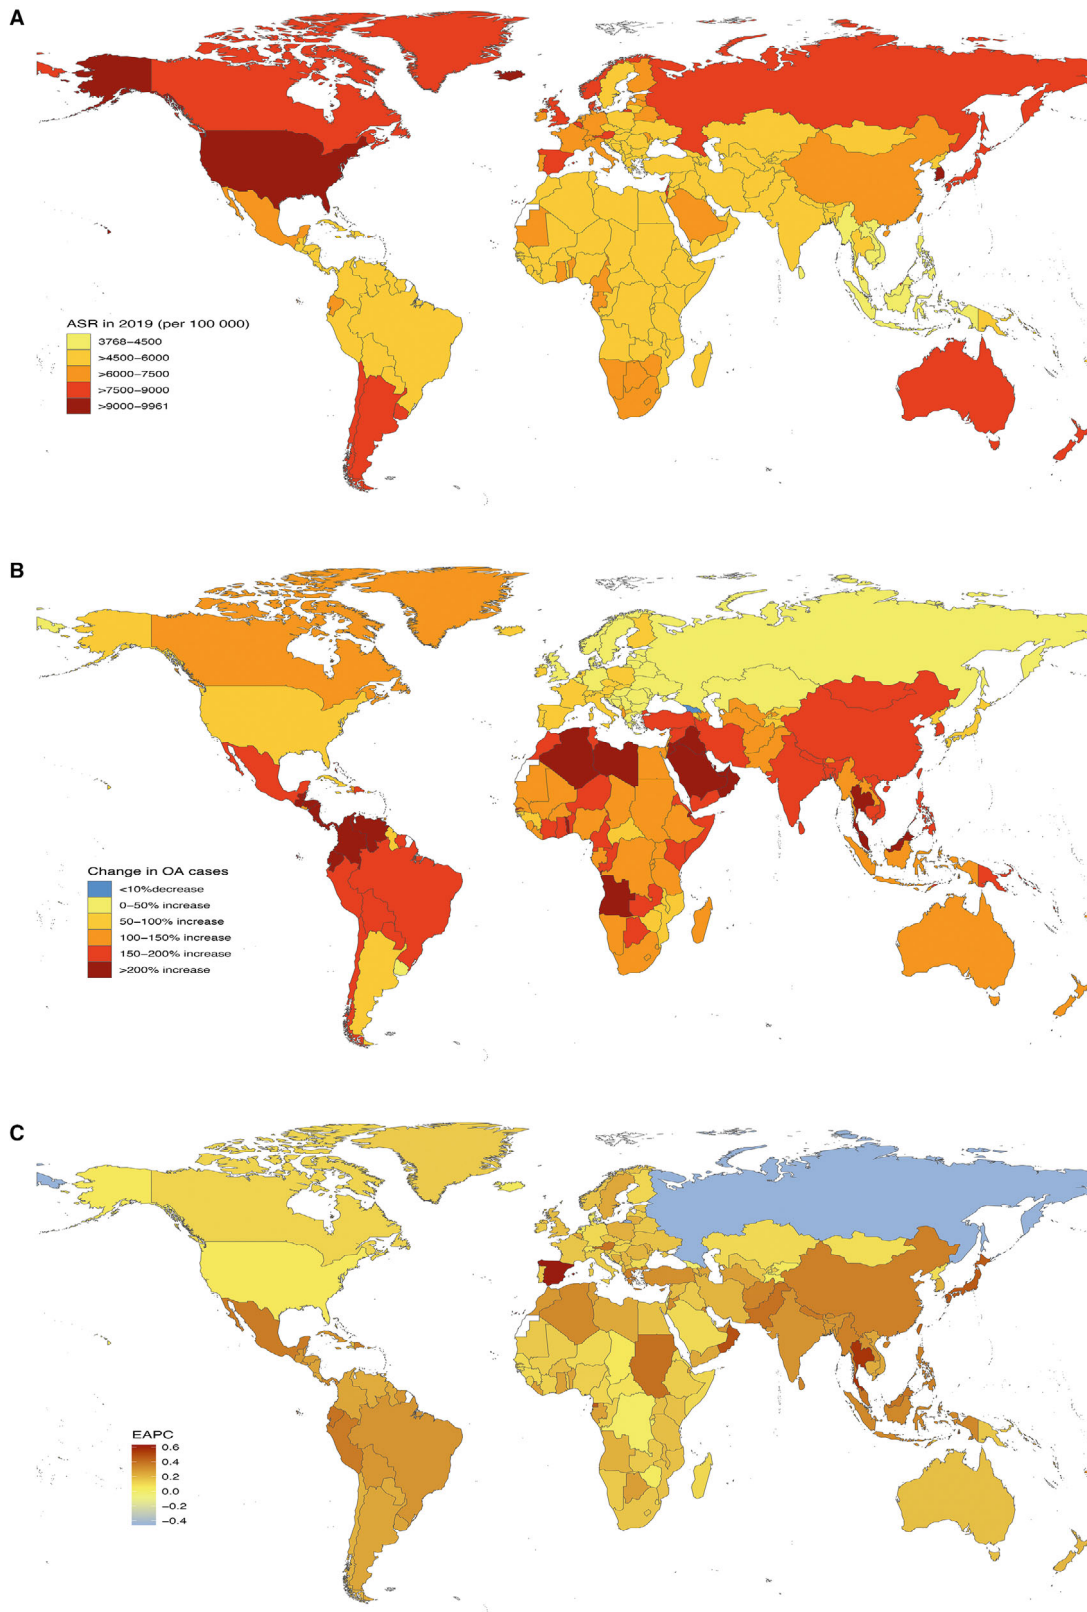 A
ASR in 2019 (per 100 000)
3768–4500
>4500–6000
>6000–7500
>7500–9000
>9000–9961
B
Change in OA cases
<10%decrease
0–50% increase
50–100% increase
100–150% increase
150–200% increase
>200% increase
C
EAPC
0.6
0.4
0.2
0.0
−0.2
−0.4